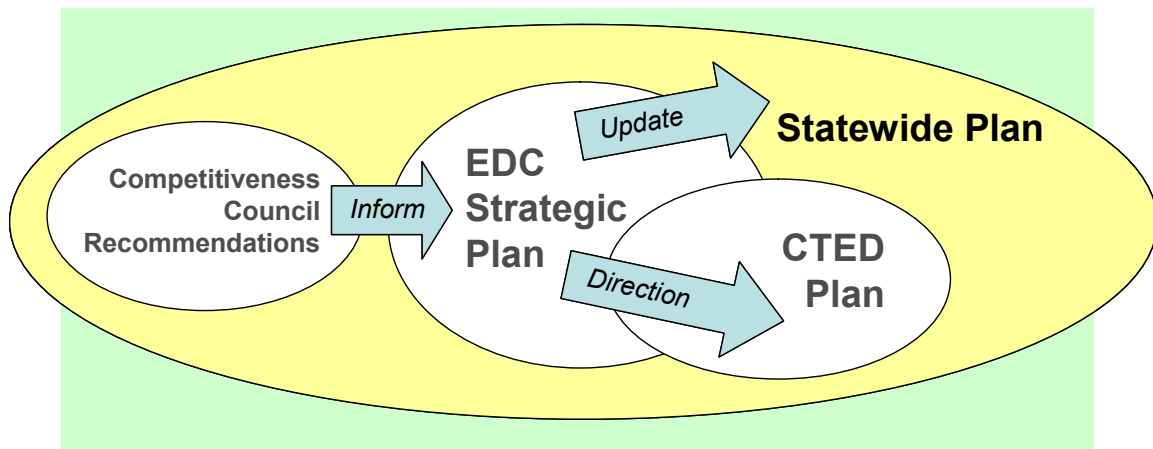 Competitiveness
Council
Recommendations
Inform
EDC
Strategic
Plan
Update
Statewide Plan
Direction
CTED
Plan